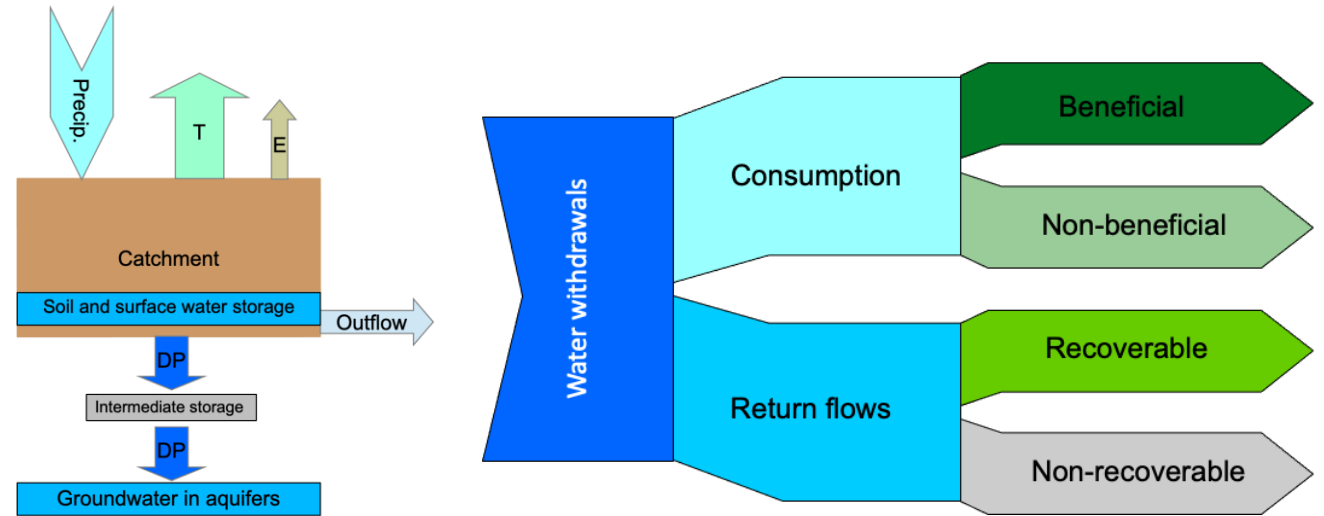 Precip.
T
E
Catchment
Soil and surface water storage
Outflow
DP
Intermediate storage
DP
Groundwater in aquifers
Water withdrawals
Consumption
Return flows
Beneficial
Non-beneficial
Recoverable
Non-recoverable